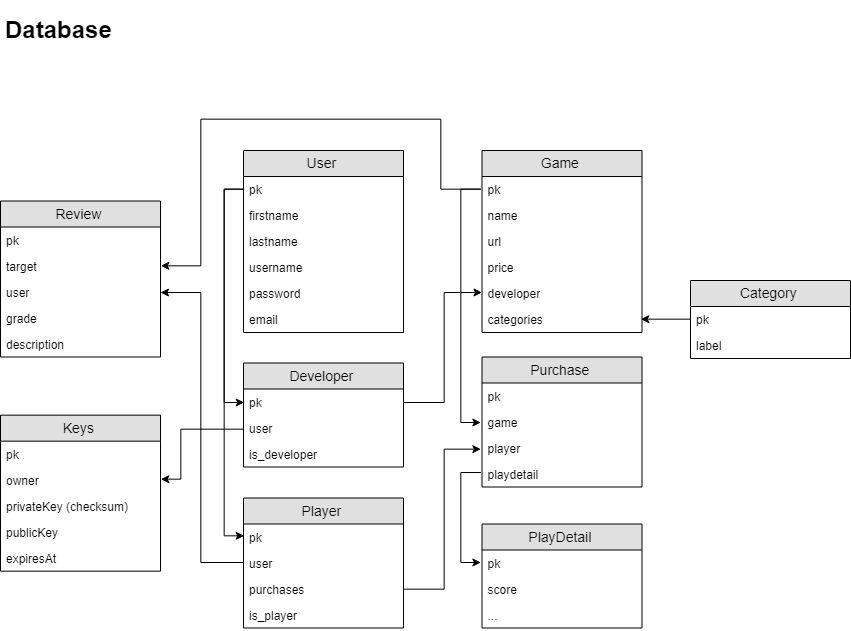 Database
User
pk
firstname
lastname
username
password
email
Game
pk
name
url
price
developer
categories
Review
pk
target
user
grade
description
Category
pk
label
Developer
pk
user
is_developer
Purchase
pk
game
player
playdetail
Keys
pk
owner
privateKey (checksum)
publicKey
expiresAt
Player
pk
user
purchases
is_player
PlayDetail
pk
score
...